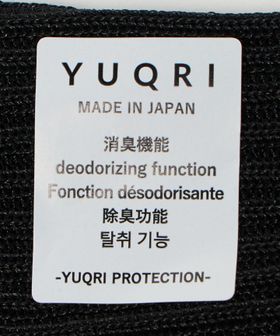 YUQRI
MADE IN JAPAN
消臭機能
deodorizing function
Fonction désodorisante
除臭功能
탈취 기능
-YUQRI PROTECTION-